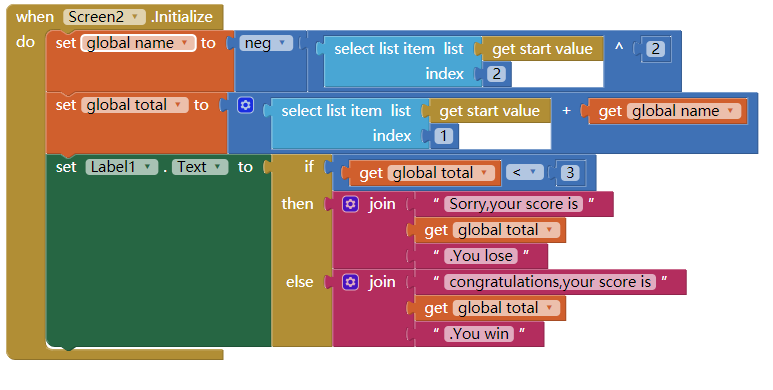 when Screen2 .Initialize
do set global name to neg select list item list get start value ^ 2
index 2
set global total to select list item list get start value + get global name
index 1
set Label1 . Text to if get global total < 3
then join " Sorry,your score is "
get global total
" .You lose "
else join " congratulations,your score is "
get global total
" .You win "